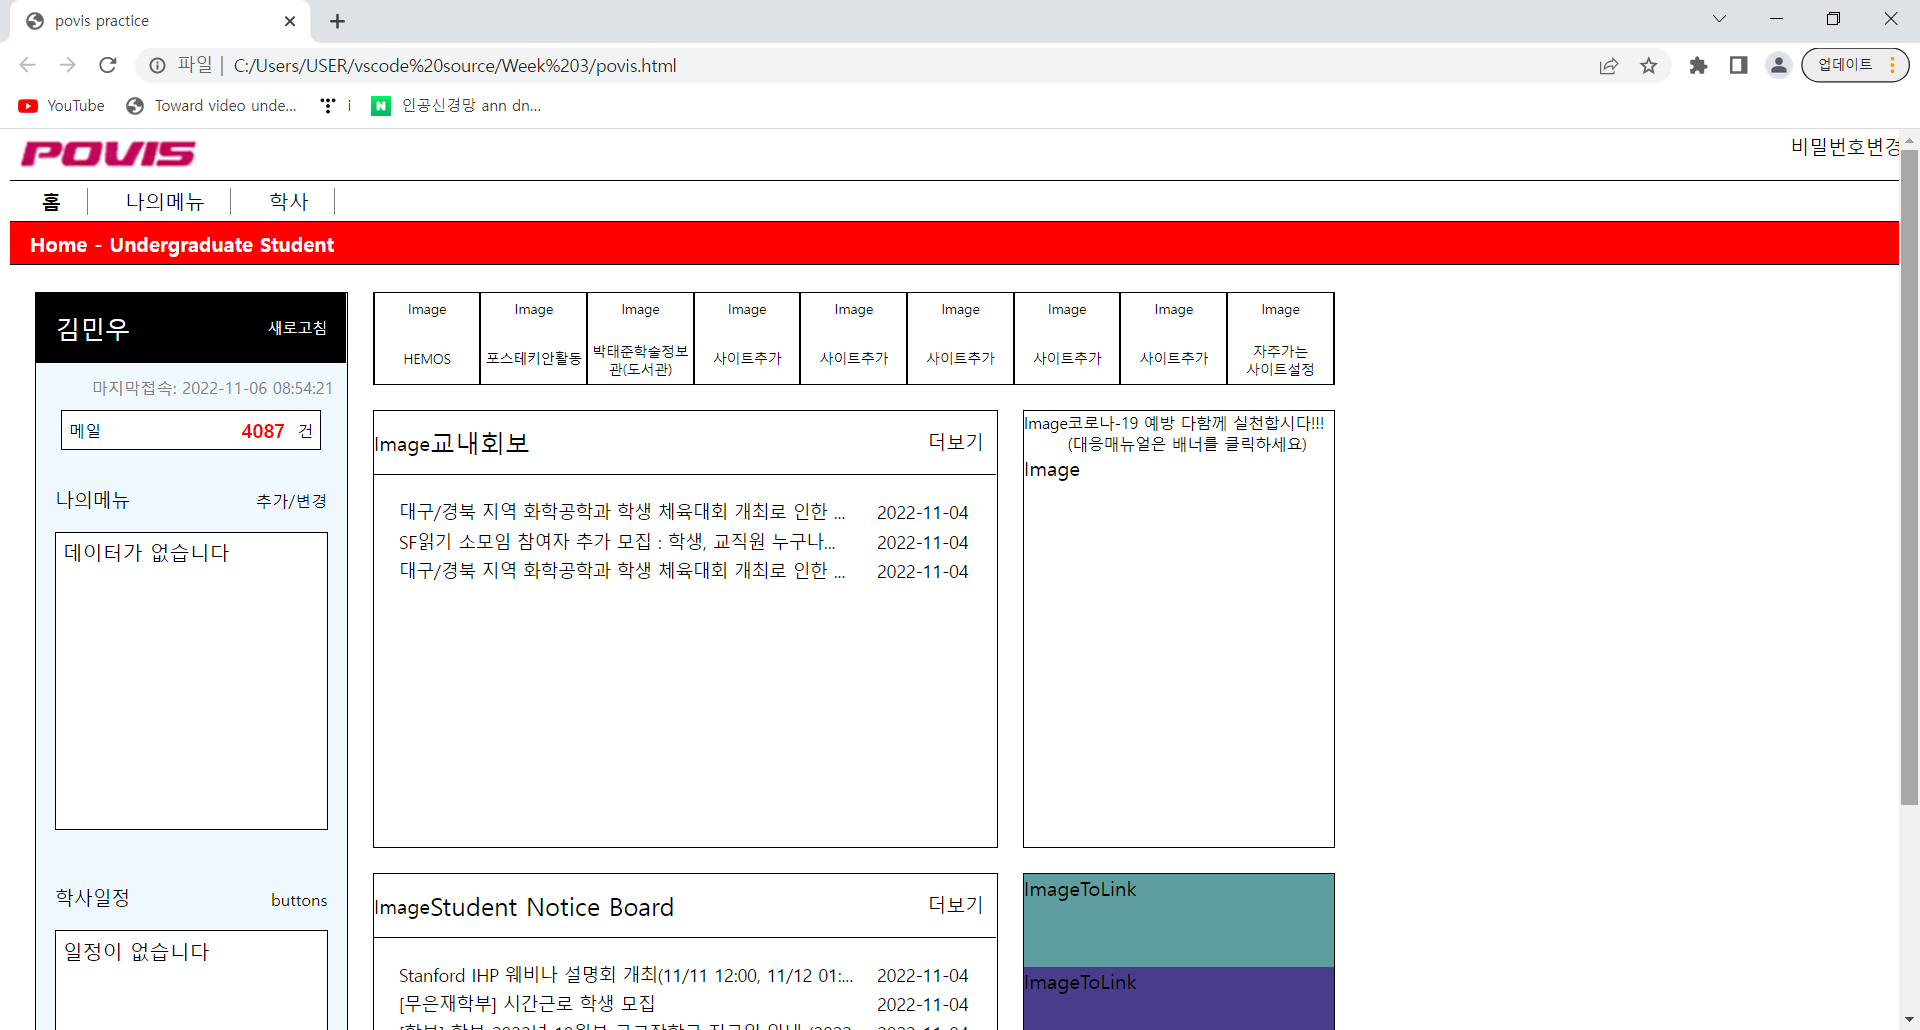 povis practice
파일 | C:/Users/USER/vscode%20source/Week%203/povis.html
업데이트
YouTube
Toward video unde...
i
N
인공신경망 ann dn...
POVIS
비밀번호변경
홈
나의메뉴
학사
Home - Undergraduate Student
김민우
새로고침
마지막접속: 2022-11-06 08:54:21
메일 4087 건
나의메뉴
추가/변경
데이터가 없습니다
학사일정
buttons
일정이 없습니다
Image
HEMOS
Image
포스테키안활동
Image
박태준학술정보
관(도서관)
Image
사이트추가
Image
사이트추가
Image
사이트추가
Image
사이트추가
Image
사이트추가
Image
자주가는
사이트설정
Image교내회보
더보기
대구/경북 지역 화학공학과 학생 체육대회 개최로 인한 ... 2022-11-04
SF읽기 소모임 참여자 추가 모집 : 학생, 교직원 누구나... 2022-11-04
대구/경북 지역 화학공학과 학생 체육대회 개최로 인한 ... 2022-11-04
Image코로나-19 예방 다함께 실천합시다!!!
(대응매뉴얼은 배너를 클릭하세요)
Image
ImageStudent Notice Board
더보기
Stanford IHP 웨비나 설명회 개최(11/11 12:00, 11/12 01:... 2022-11-04
[무은재학부] 시간근로 학생 모집 2022-11-04
ImageToLink
ImageToLink